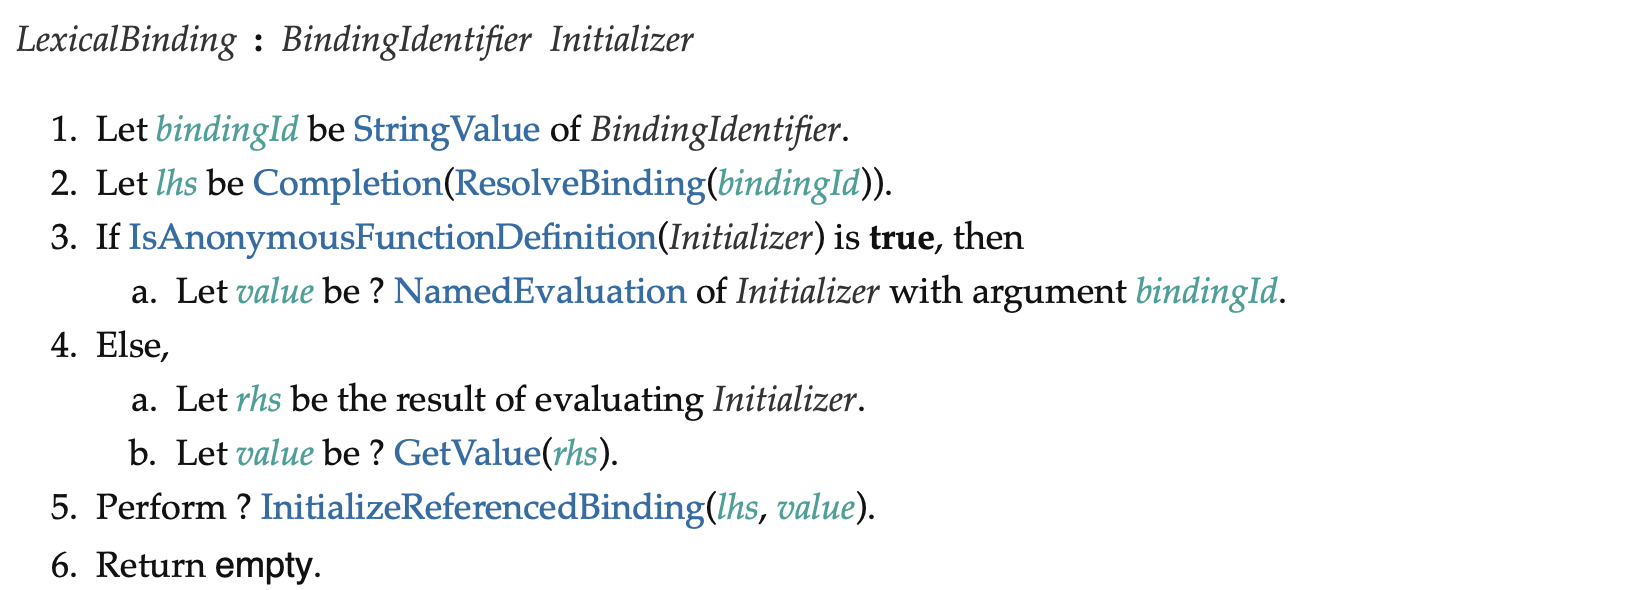 LexicalBinding : BindingIdentifier Initializer
1. Let bindingId be StringValue of BindingIdentifier.
2. Let lhs be Completion(ResolveBinding(bindingId)).
3. If IsAnonymousFunctionDefinition(Initializer) is true, then
a. Let value be ? NamedEvaluation of Initializer with argument bindingId.
4. Else,
a. Let rhs be the result of evaluating Initializer.
b. Let value be ? GetValue(rhs).
5. Perform ? InitializeReferencedBinding(lhs, value).
6. Return empty.